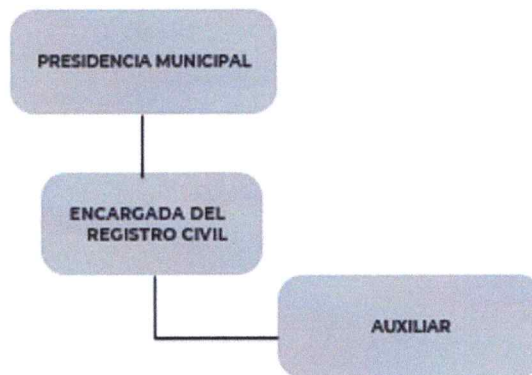 PRESIDENCIA MUNICIPAL
ENCARGADA DEL
REGISTRO CIVIL
AUXILIAR